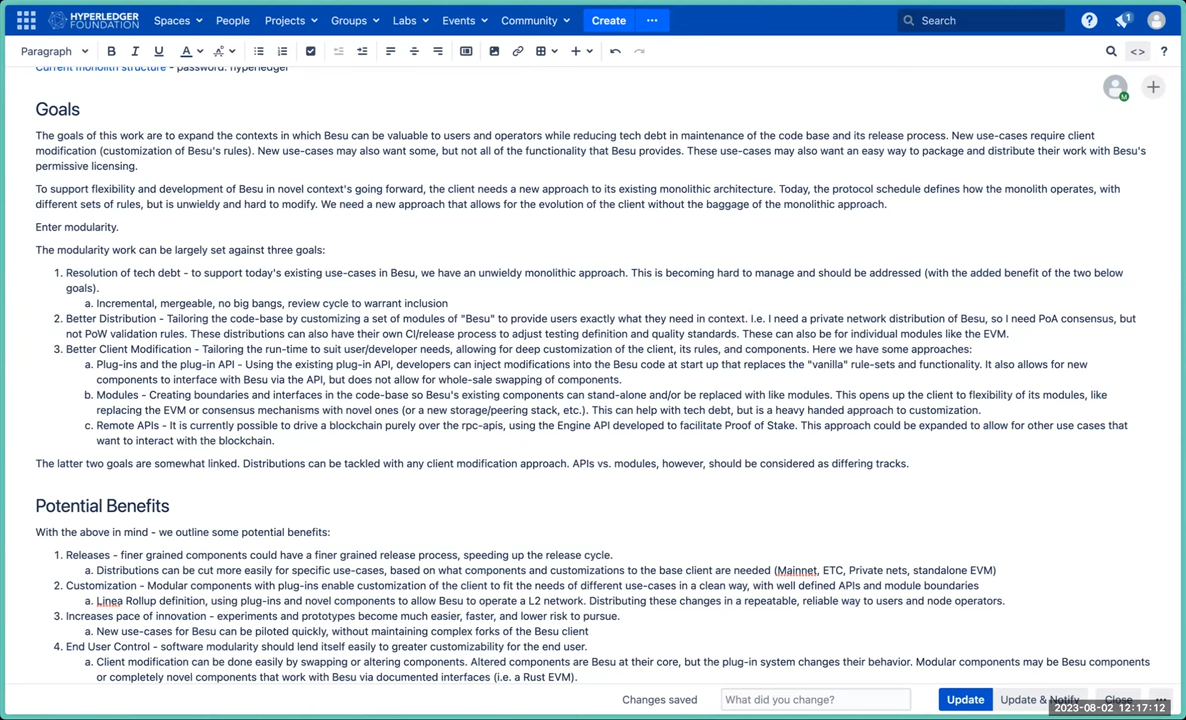 HYPERLEDGER
FOUNDATION
Spaces People Projects Groups Labs Events Community Create ··· Search ? 1
Paragraph B I U A <> ?
Current monolith structure - password: hyperledger
Goals
M
The goals of this work are to expand the contexts in which Besu can be valuable to users and operators while reducing tech debt in maintenance of the code base and its release process. New use-cases require client
modification (customization of Besu's rules). New use-cases may also want some, but not all of the functionality that Besu provides. These use-cases may also want an easy way to package and distribute their work with Besu's
permissive licensing.
To support flexibility and development of Besu in novel context's going forward, the client needs a new approach to its existing monolithic architecture. Today, the protocol schedule defines how the monolith operates, with
different sets of rules, but is unwieldy and hard to modify. We need a new approach that allows for the evolution of the client without the baggage of the monolithic approach.
Enter modularity.
The modularity work can be largely set against three goals:
1. Resolution of tech debt - to support today's existing use-cases in Besu, we have an unwieldy monolithic approach. This is becoming hard to manage and should be addressed (with the added benefit of the two below
goals).
a. Incremental, mergeable, no big bangs, review cycle to warrant inclusion
2. Better Distribution - Tailoring the code-base by customizing a set of modules of "Besu" to provide users exactly what they need in context. I.e. I need a private network distribution of Besu, so I need PoA consensus, but
not PoW validation rules. These distributions can also have their own CI/release process to adjust testing definition and quality standards. These can also be for individual modules like the EVM.
3. Better Client Modification - Tailoring the run-time to suit user/developer needs, allowing for deep customization of the client, its rules, and components. Here we have some approaches:
a. Plug-ins and the plug-in API - Using the existing plug-in API, developers can inject modifications into the Besu code at start up that replaces the "vanilla" rule-sets and functionality. It also allows for new
components to interface with Besu via the API, but does not allow for whole-sale swapping of components.
b. Modules - Creating boundaries and interfaces in the code-base so Besu's existing components can stand-alone and/or be replaced with like modules. This opens up the client to flexibility of its modules, like
replacing the EVM or consensus mechanisms with novel ones (or a new storage/peering stack, etc.). This can help with tech debt, but is a heavy handed approach to customization.
c. Remote APIs - It is currently possible to drive a blockchain purely over the rpc-apis, using the Engine API developed to facilitate Proof of Stake. This approach could be expanded to allow for other use cases that
want to interact with the blockchain.
The latter two goals are somewhat linked. Distributions can be tackled with any client modification approach. APIs vs. modules, however, should be considered as differing tracks.
Potential Benefits
With the above in mind - we outline some potential benefits:
1. Releases - finer grained components could have a finer grained release process, speeding up the release cycle.
a. Distributions can be cut more easily for specific use-cases, based on what components and customizations to the base client are needed (Mainnet, ETC, Private nets, standalone EVM)
2. Customization - Modular components with plug-ins enable customization of the client to fit the needs of different use-cases in a clean way, with well defined APIs and module boundaries
a. Linea Rollup definition, using plug-ins and novel components to allow Besu to operate a L2 network. Distributing these changes in a repeatable, reliable way to users and node operators.
3. Increases pace of innovation - experiments and prototypes become much easier, faster, and lower risk to pursue.
a. New use-cases for Besu can be piloted quickly, without maintaining complex forks of the Besu client
4. End User Control - software modularity should lend itself easily to greater customizability for the end user.
a. Client modification can be done easily by swapping or altering components. Altered components are Besu at their core, but the plug-in system changes their behavior. Modular components may be Besu components
or completely novel components that work with Besu via documented interfaces (i.e. a Rust EVM).
Changes saved What did you change? Update Update & Notify Close ···
2023-08-02 12:17:12